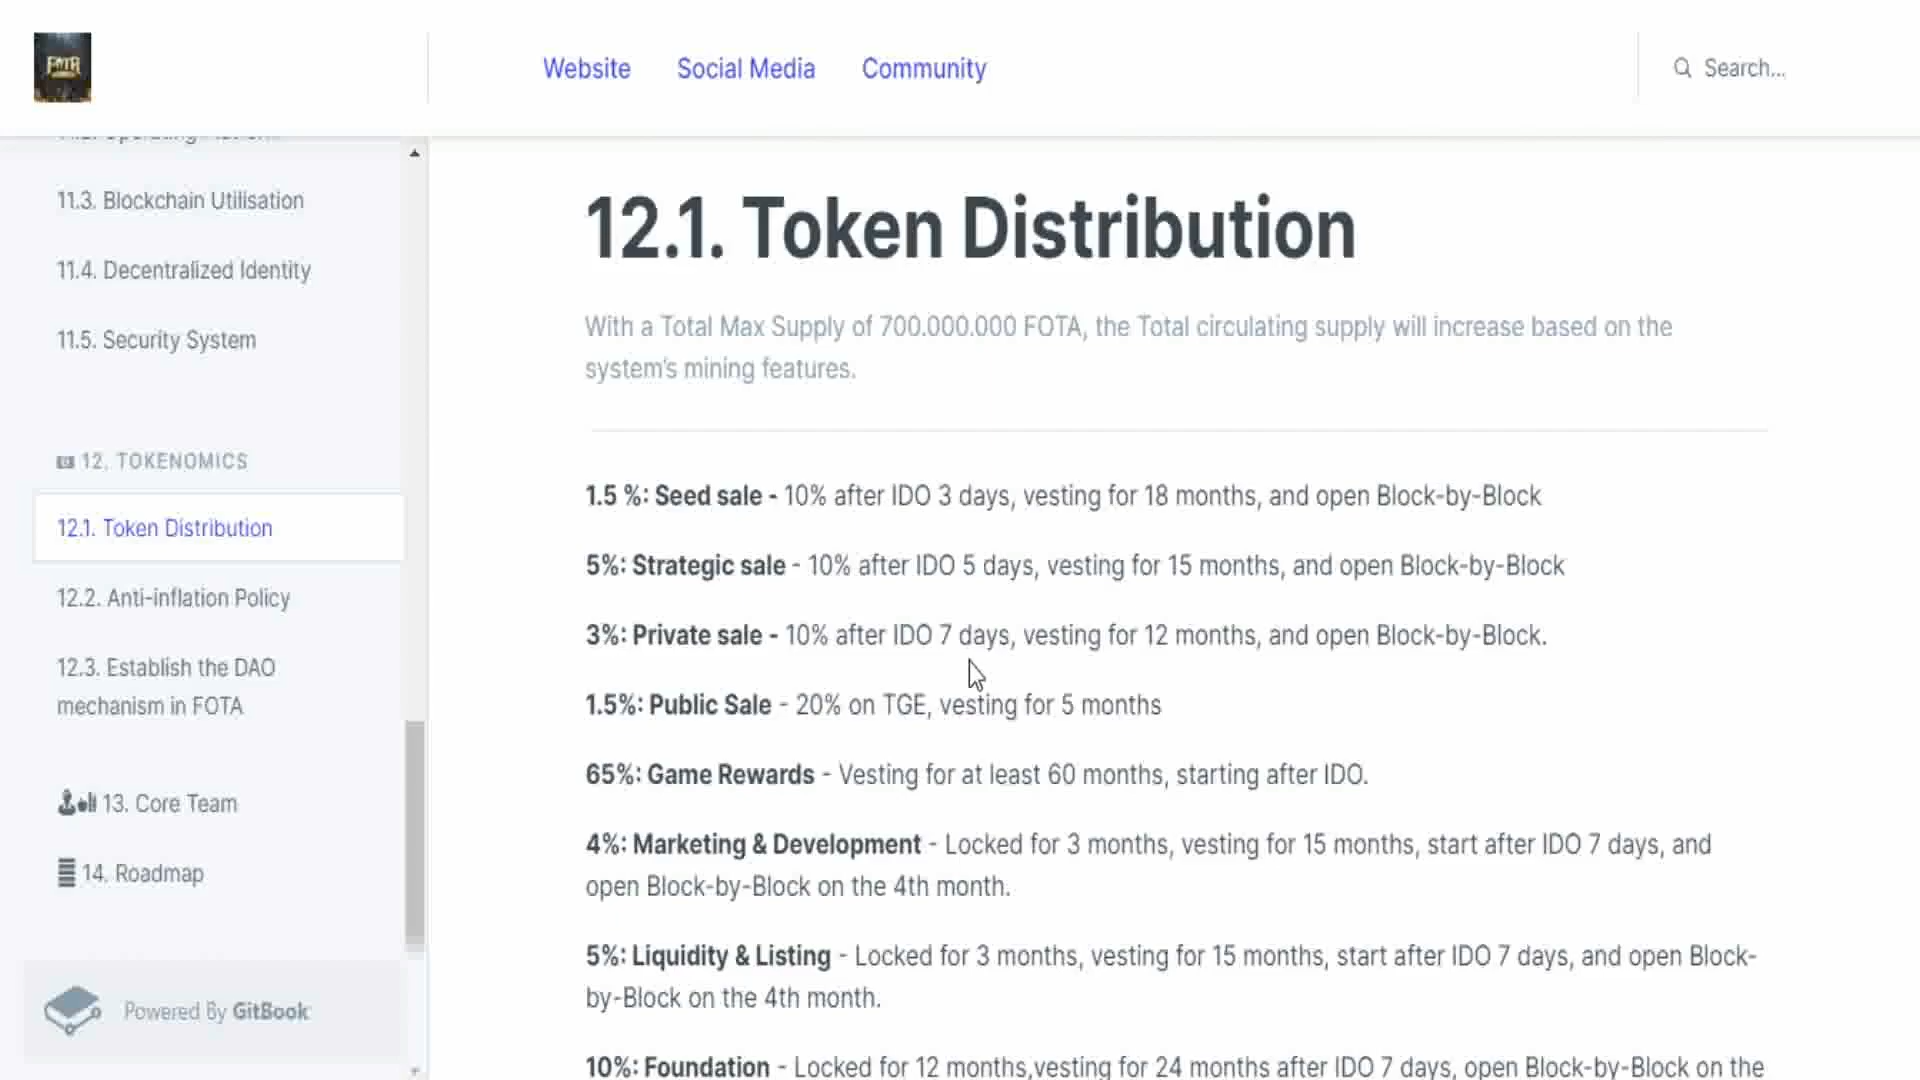 FOTA
Website Social Media Community
Search...
11.3. Blockchain Utilisation
11.4. Decentralized Identity
11.5. Security System
12. TOKENOMICS
12.1. Token Distribution
12.2. Anti-inflation Policy
12.3. Establish the DAO
mechanism in FOTA
13. Core Team
14. Roadmap
Powered By GitBook
12.1. Token Distribution
With a Total Max Supply of 700.000.000 FOTA, the Total circulating supply will increase based on the
system's mining features.
1.5 %: Seed sale - 10% after IDO 3 days, vesting for 18 months, and open Block-by-Block
5%: Strategic sale - 10% after IDO 5 days, vesting for 15 months, and open Block-by-Block
3%: Private sale - 10% after IDO 7 days, vesting for 12 months, and open Block-by-Block.
1.5%: Public Sale - 20% on TGE, vesting for 5 months
65%: Game Rewards - Vesting for at least 60 months, starting after IDO.
4%: Marketing & Development - Locked for 3 months, vesting for 15 months, start after IDO 7 days, and
open Block-by-Block on the 4th month.
5%: Liquidity & Listing - Locked for 3 months, vesting for 15 months, start after IDO 7 days, and open Block-
by-Block on the 4th month.
10%: Foundation - Locked for 12 months,vesting for 24 months after IDO 7 days, open Block-by-Block on the